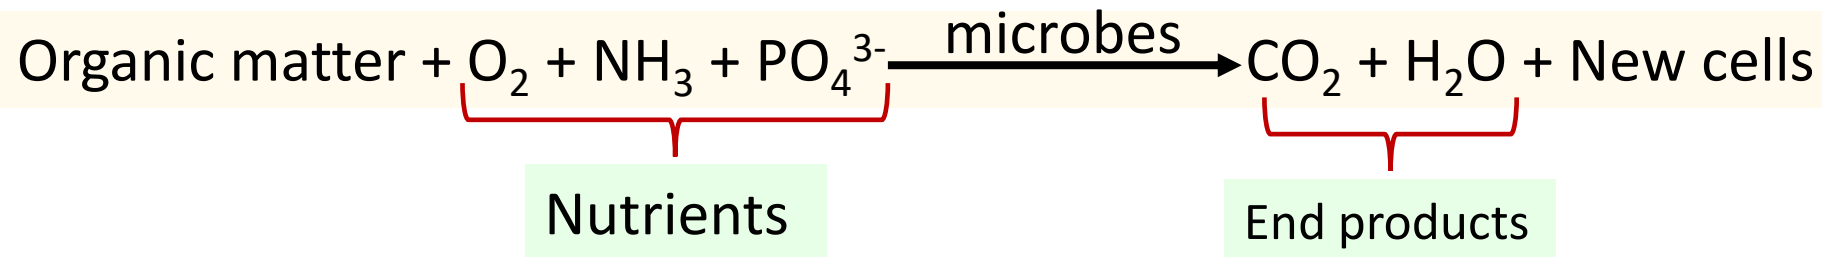 Organic matter + O₂ + NH₃ + PO₄³⁻ microbes CO₂ + H₂O + New cells
Nutrients
End products